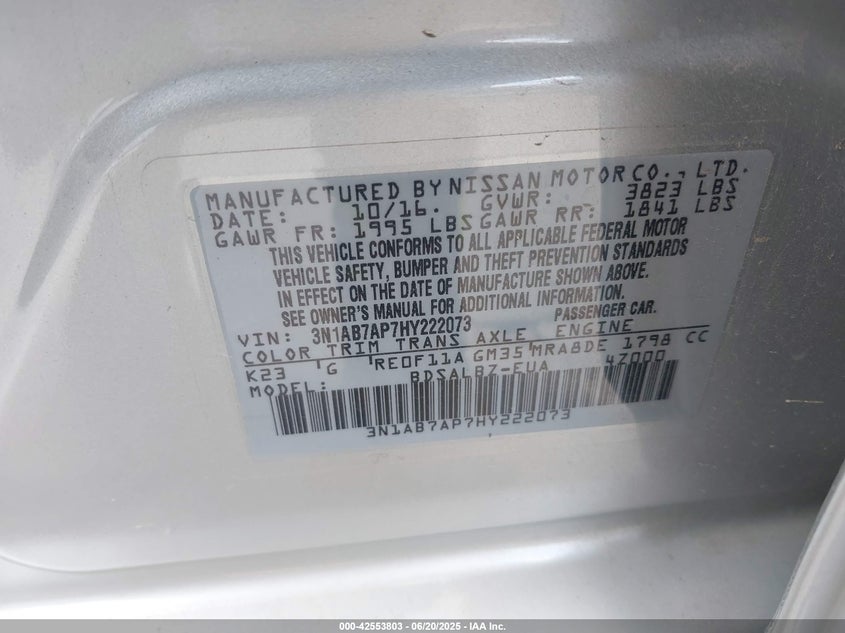 MANUFACTURED BY NISSAN MOTOR CO., LTD.
DATE: 10/16. GVWR: 3823 LBS
GAWR FR: 1995 LBS GAWR RR: 1841 LBS
THIS VEHICLE CONFORMS TO ALL APPLICABLE FEDERAL MOTOR
VEHICLE SAFETY, BUMPER AND THEFT PREVENTION STANDARDS
IN EFFECT ON THE DATE OF MANUFACTURE SHOWN ABOVE.
SEE OWNER'S MANUAL FOR ADDITIONAL INFORMATION.
PASSENGER CAR.
VIN: 3N1AB7AP7HY222073
COLOR TRIM TRANS AXLE ENGINE
K23 G RE0F11A GM35 MRA8DE 1798 CC
MODEL: BDSALBZ-EUA 4Z000
3N1AB7AP7HY222073
000-42553803 - 06/20/2025 - IAA Inc.